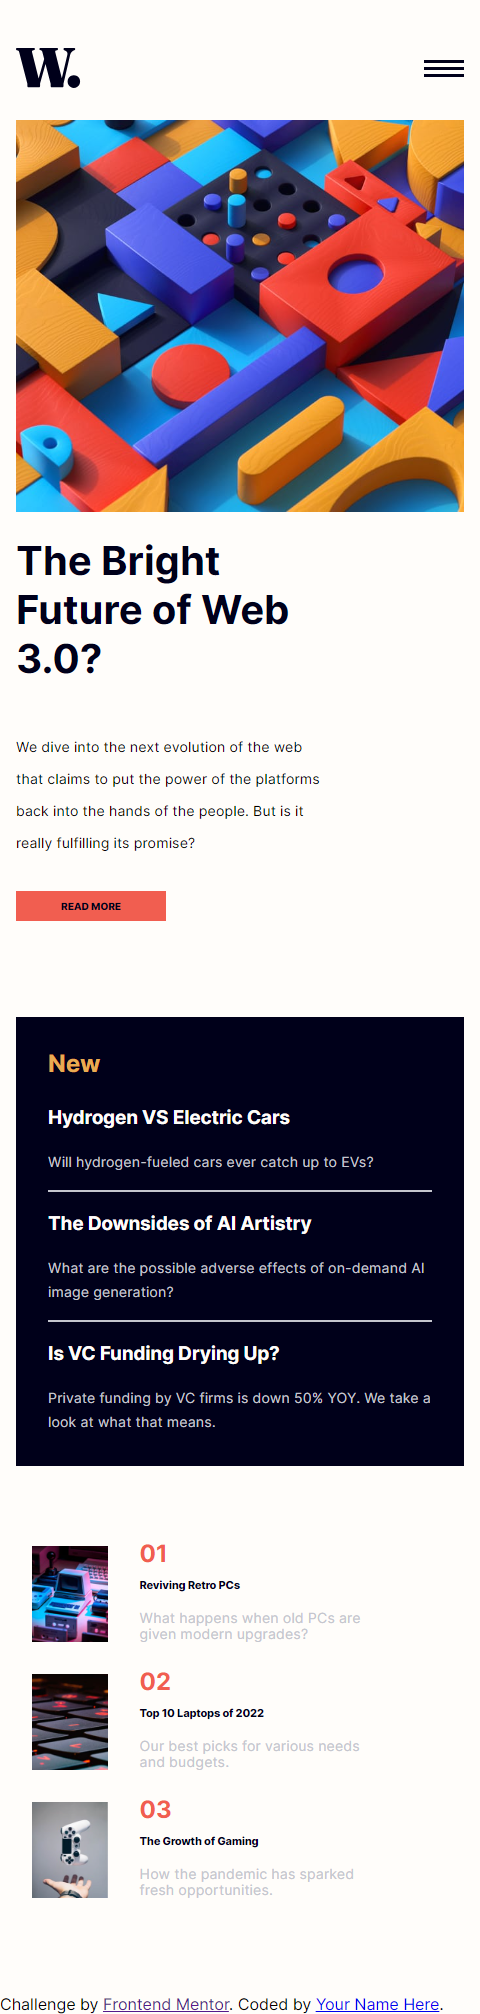 W.
The Bright
Future of Web
3.0?
We dive into the next evolution of the web
that claims to put the power of the platforms
back into the hands of the people. But is it
really fulfilling its promise?
READ MORE
New
Hydrogen VS Electric Cars
Will hydrogen-fueled cars ever catch up to EVs?
The Downsides of AI Artistry
What are the possible adverse effects of on-demand AI
image generation?
Is VC Funding Drying Up?
Private funding by VC firms is down 50% YOY. We take a
look at what that means.
01
Reviving Retro PCs
What happens when old PCs are
given modern upgrades?
02
Top 10 Laptops of 2022
Our best picks for various needs
and budgets.
03
The Growth of Gaming
How the pandemic has sparked
fresh opportunities.
Challenge by Frontend Mentor. Coded by Your Name Here.